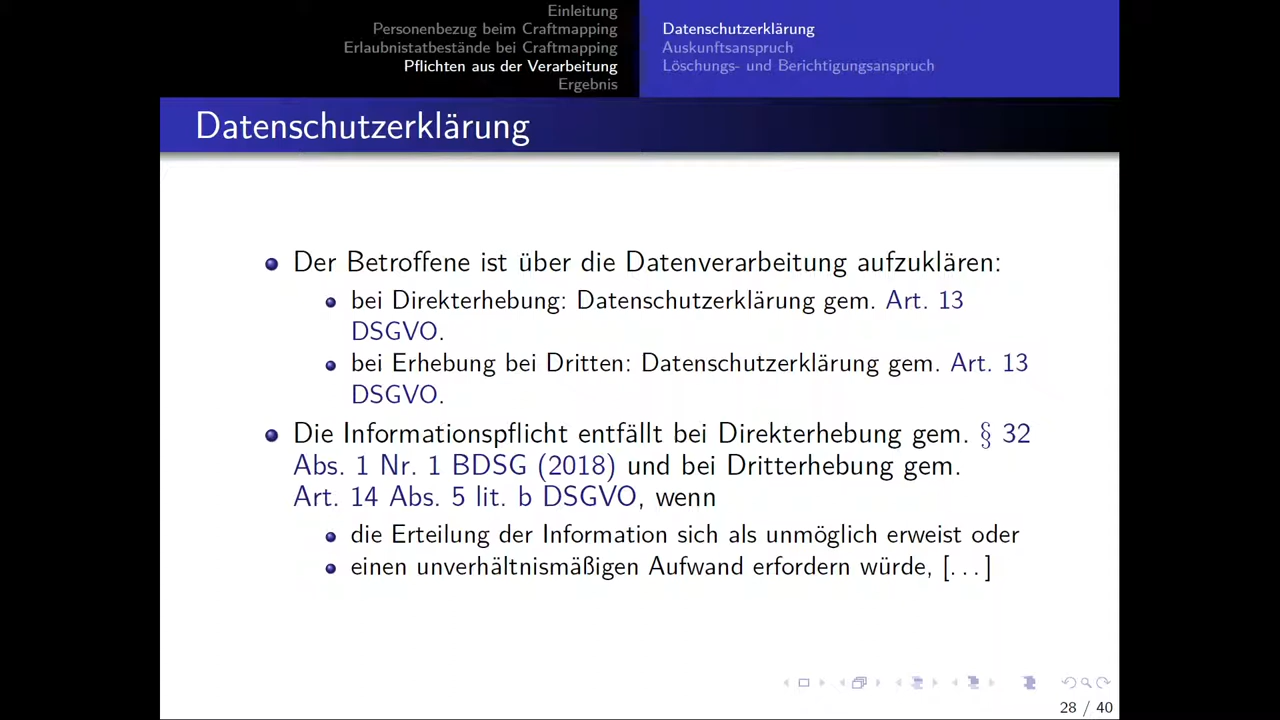 Einleitung
Personenbezug beim Craftmapping
Erlaubnistatbestände bei Craftmapping
Pflichten aus der Verarbeitung
Ergebnis
Datenschutzerklärung
Auskunftsanspruch
Löschungs- und Berichtigungsanspruch
Datenschutzerklärung
Der Betroffene ist über die Datenverarbeitung aufzuklären:
bei Direkterhebung: Datenschutzerklärung gem. Art. 13
DSGVO.
bei Erhebung bei Dritten: Datenschutzerklärung gem. Art. 13
DSGVO.
Die Informationspflicht entfällt bei Direkterhebung gem. § 32
Abs. 1 Nr. 1 BDSG (2018) und bei Dritterhebung gem.
Art. 14 Abs. 5 lit. b DSGVO, wenn
die Erteilung der Information sich als unmöglich erweist oder
einen unverhältnismäßigen Aufwand erfordern würde, [...]
28 / 40